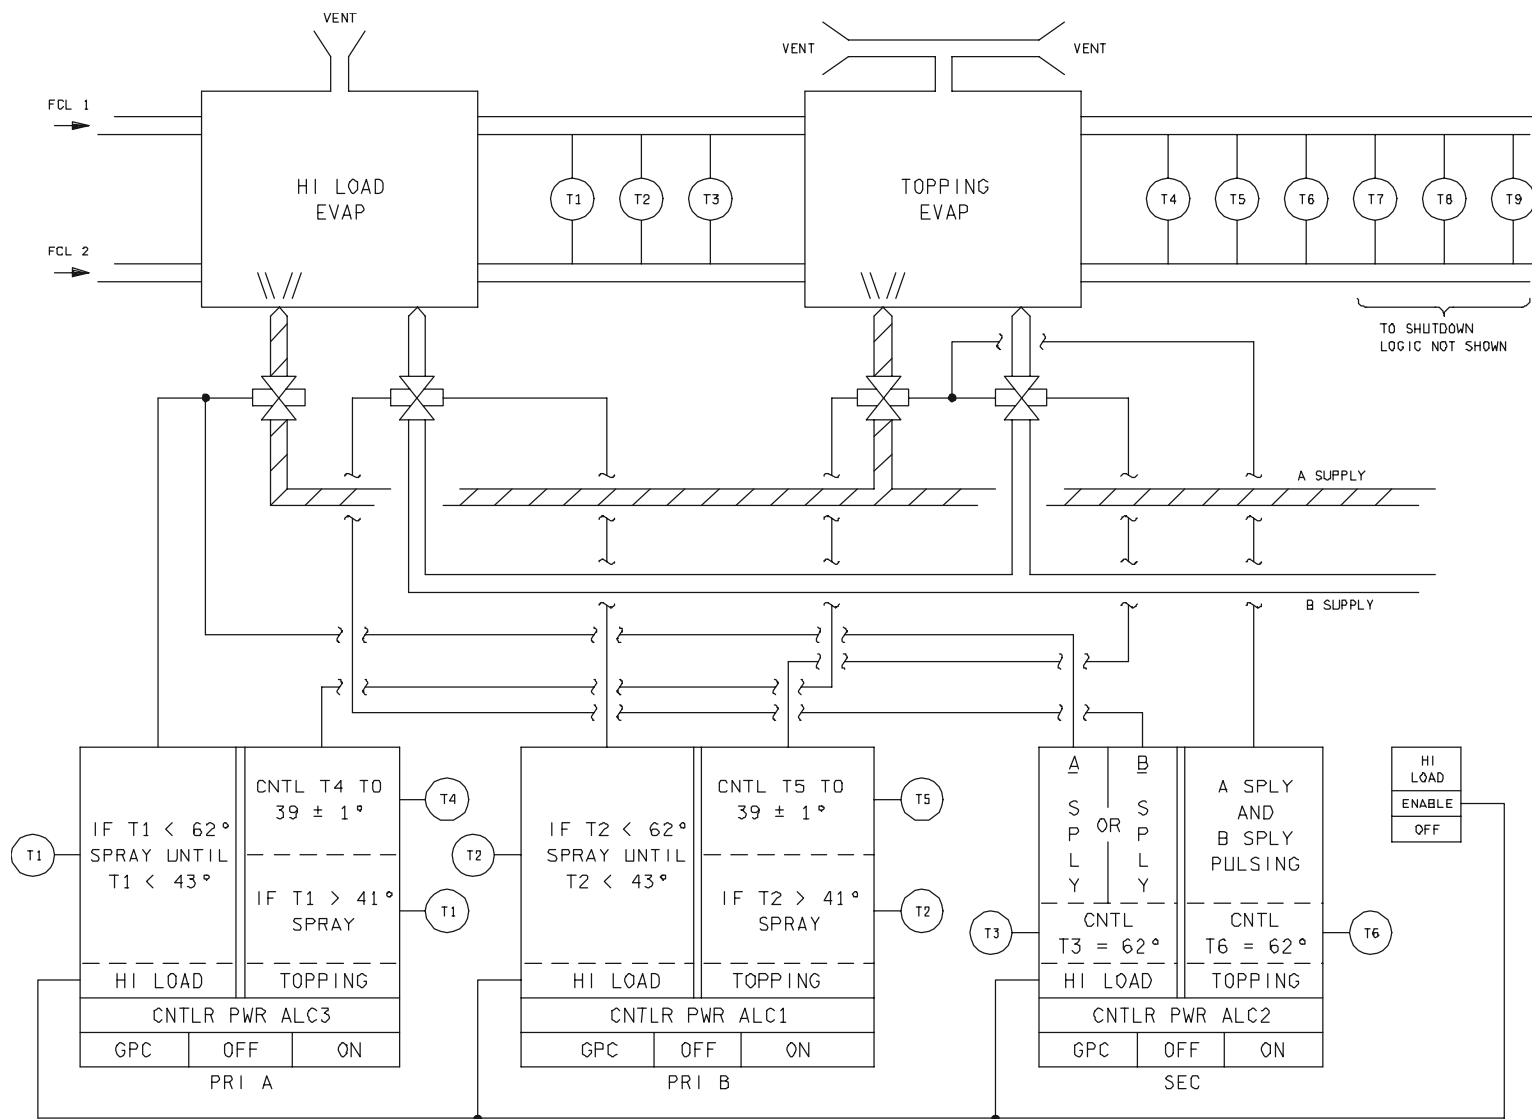 VENT
VENT
VENT
FCL 1
HI LOAD
EVAP
T1
T2
T3
TOPPING
EVAP
T4
T5
T6
T7
T8
T9
FCL 2
TO SHUTDOWN
LOGIC NOT SHOWN
A SUPPLY
B SUPPLY
T1
IF T1 < 62°
SPRAY UNTIL
T1 < 43°
HI LOAD
CNTL T4 TO
39 ± 1°
T4
IF T1 > 41°
SPRAY
T1
TOPPING
CNTLR PWR ALC3
GPC
OFF
ON
PRI A
T2
IF T2 < 62°
SPRAY UNTIL
T2 < 43°
HI LOAD
CNTL T5 TO
39 ± 1°
T5
IF T2 > 41°
SPRAY
T2
TOPPING
CNTLR PWR ALC1
GPC
OFF
ON
PRI B
T3
A SPLY
OR
B SPLY
CNTL
T3 = 62°
HI LOAD
A SPLY
AND
B SPLY
PULSING
CNTL
T6 = 62°
T6
TOPPING
CNTLR PWR ALC2
GPC
OFF
ON
SEC
HI
LOAD
ENABLE
OFF